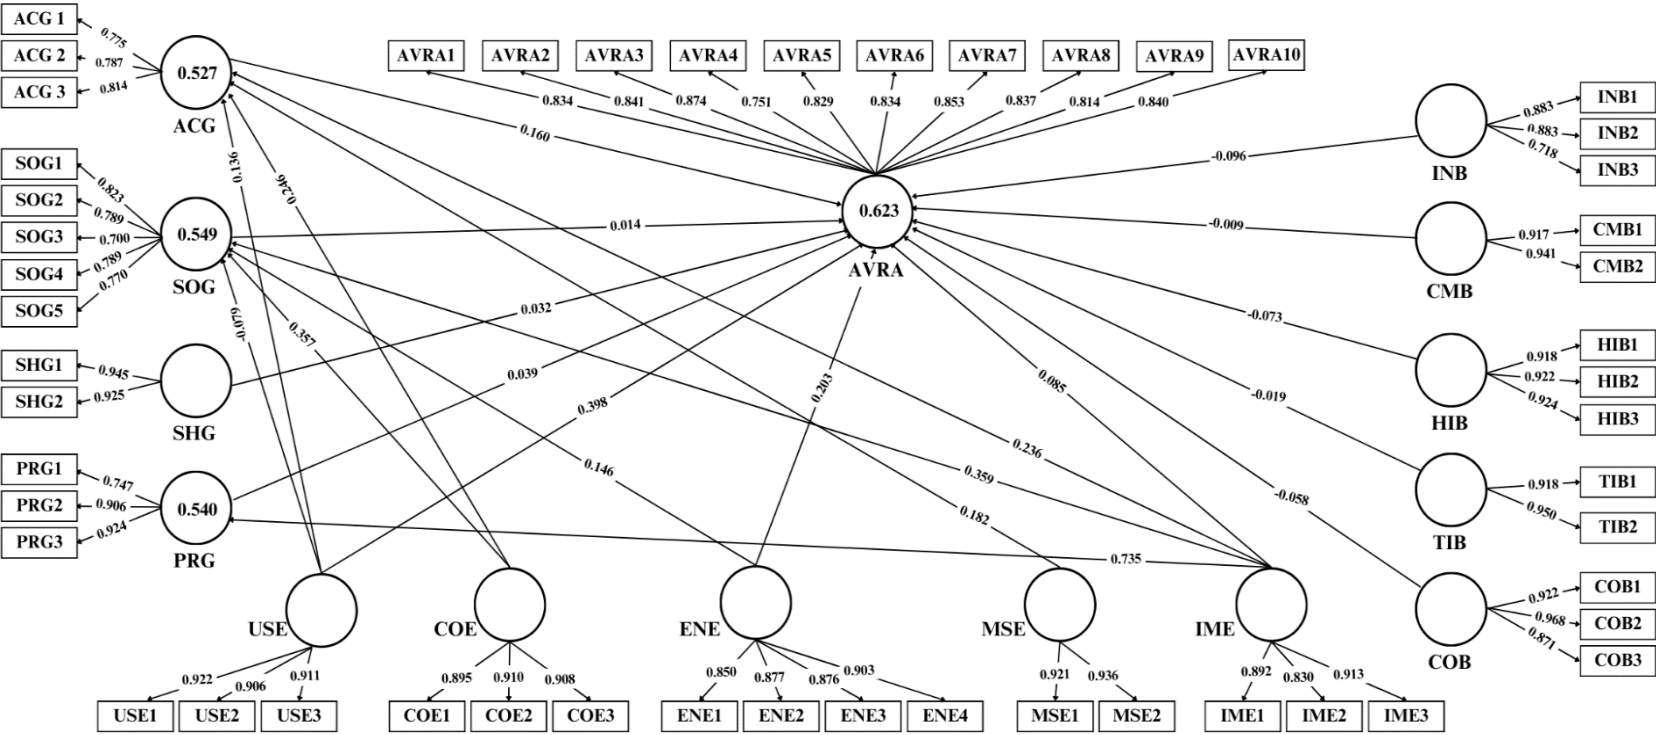 ACG 1
ACG 2
ACG 3
0.775
0.787
0.814
0.527
ACG
AVRA1
AVRA2
AVRA3
AVRA4
AVRA5
AVRA6
AVRA7
AVRA8
AVRA9
AVRA10
0.834
0.841
0.874
0.751
0.829
0.834
0.853
0.837
0.814
0.840
0.623
AVRA
INB
0.883
0.883
0.718
INB1
INB2
INB3
SOG1
SOG2
SOG3
SOG4
SOG5
0.823
0.789
0.700
0.789
0.770
0.549
SOG
CMB
0.917
0.941
CMB1
CMB2
SHG1
SHG2
0.945
0.925
SHG
HIB
0.918
0.922
0.924
HIB1
HIB2
HIB3
PRG1
PRG2
PRG3
0.747
0.906
0.924
0.540
PRG
TIB
0.918
0.950
TIB1
TIB2
COB
0.922
0.968
0.871
COB1
COB2
COB3
0.160
0.136
0.246
0.014
-0.079
0.357
0.032
0.039
0.398
0.203
0.146
0.085
0.236
0.359
0.182
0.735
-0.096
-0.009
-0.073
-0.019
-0.058
USE
0.922
0.906
0.911
USE1
USE2
USE3
COE
0.895
0.910
0.908
COE1
COE2
COE3
ENE
0.850
0.877
0.876
0.903
ENE1
ENE2
ENE3
ENE4
MSE
0.921
0.936
MSE1
MSE2
IME
0.892
0.830
0.913
IME1
IME2
IME3